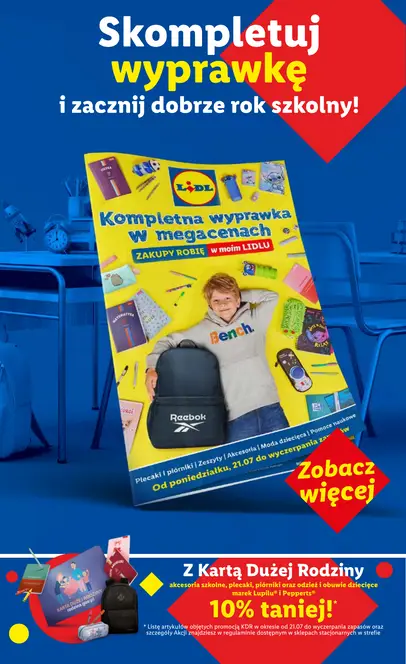 Skompletuj
wyprawkę
i zacznij dobrze rok szkolny!
LIDL
Kompletna wyprawka
w megacenach
ZAKUPY ROBIĘ w moim LIDLU
Bench.
Reebok
Plecaki i piórniki | Zeszyty | Akcesoria | Moda dziecięca | Pomoce naukowe
Od poniedziałku, 21.07 do wyczerpania zapasów
Zobacz
więcej
Z Kartą Dużej Rodziny
akcesoria szkolne, plecaki, piórniki oraz odzież i obuwie dziecięce
marek Lupilu® i Pepperts®
10% taniej!*
* Listę artykułów objętych promocją KDR w okresie od 21.07 do wyczerpania zapasów oraz
szczegóły Akcji znajdziesz w regulaminie dostępnym w sklepach stacjonarnych w strefie